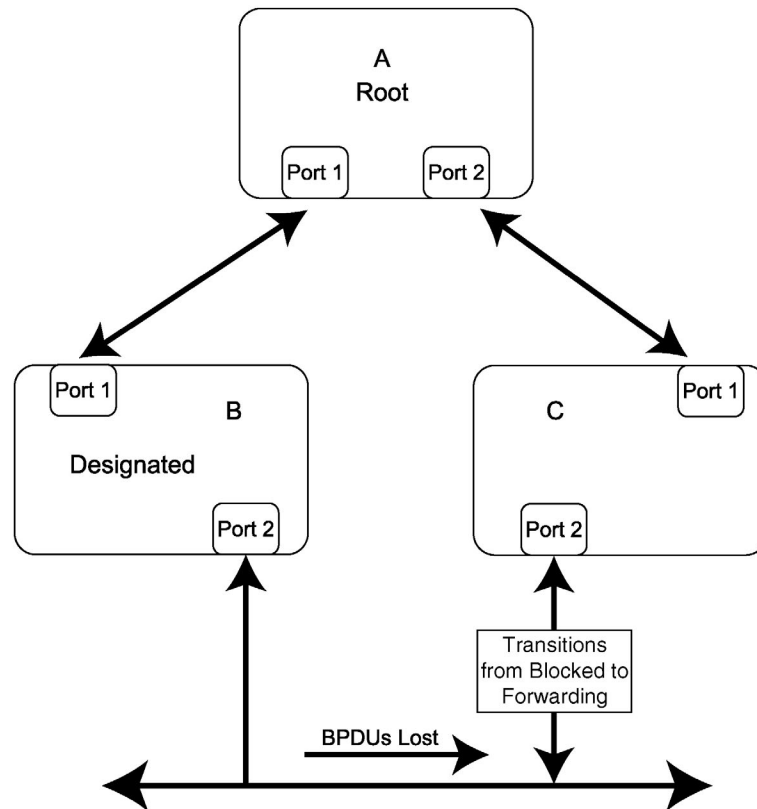 A
Root
Port 1
Port 2
Port 1
B
Designated
Port 2
C
Port 1
Port 2
Transitions
from Blocked to
Forwarding
BPDUs Lost